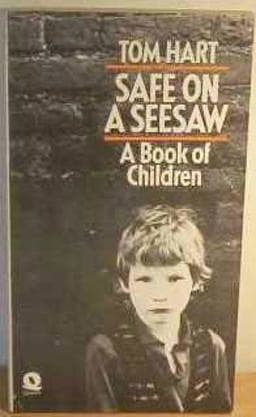 TOM HART
SAFE ON
A SEESAW
A Book of
Children